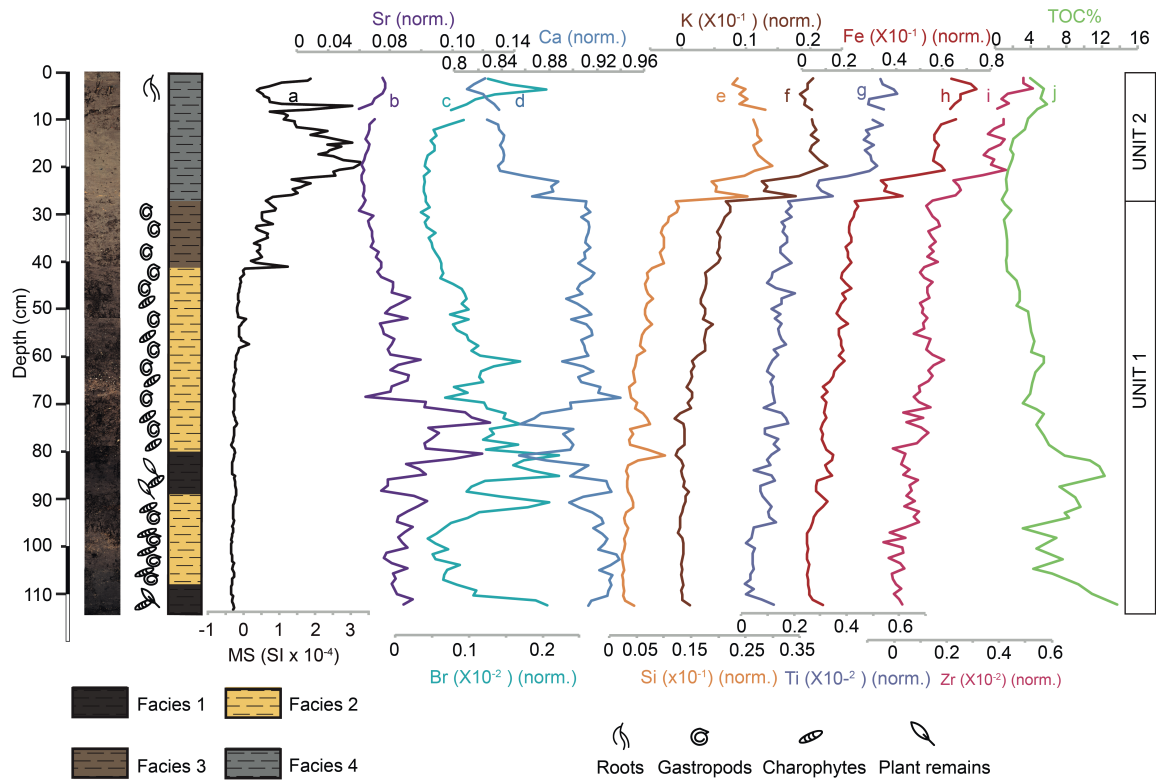 Sr (norm.)
K (X10⁻¹) (norm.)
TOC%
0 0.04 0.08 0.10 0.14
Ca (norm.)
0 0.1 0.2
Fe (X10⁻¹) (norm.)
0 4 8 12 16
0.8 0.84 0.88 0.92 0.96
0 0.2 0.4 0.6 0.8
0
10
20
30
40
50
60
70
80
90
100
110
Depth (cm)
a
b
c
d
e
f
g
h
i
j
UNIT 2
UNIT 1
-1 0 1 2 3
MS (SI x 10⁻⁴)
0 0.1 0.2
Br (X10⁻² ) (norm.)
0 0.05 0.15 0.25 0.35
Si (x10⁻¹) (norm.)
0 0.2 0.4 0.6
Ti (X10-² ) (norm.)
0 0.2 0.4 0.6
Zr (X10⁻²) (norm.)
Facies 1
Facies 2
Facies 3
Facies 4
Roots
Gastropods
Charophytes
Plant remains